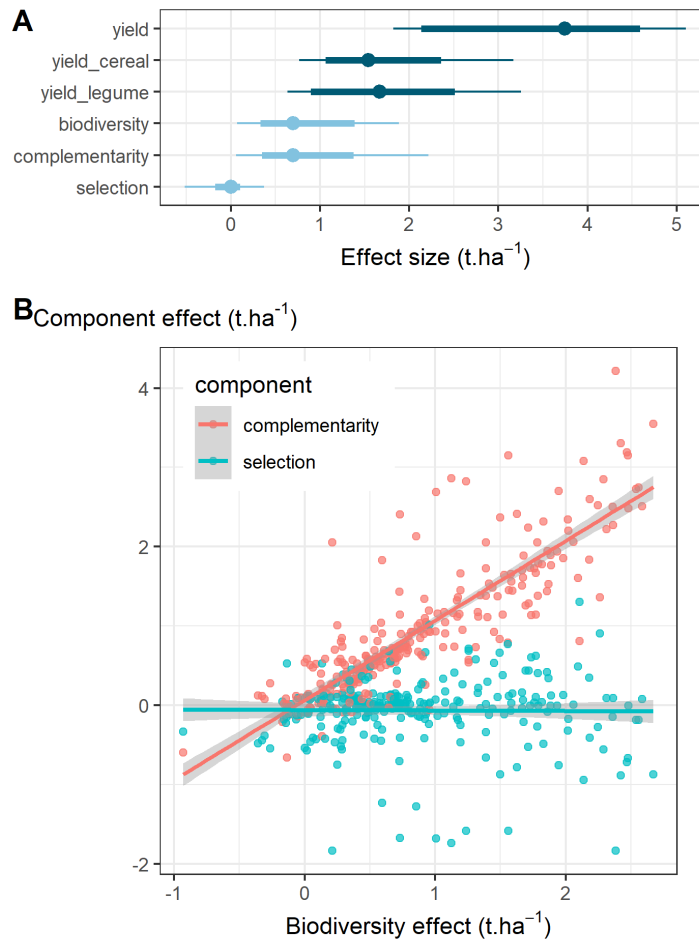 A
yield
yield_cereal
yield_legume
biodiversity
complementarity
selection
0 1 2 3 4 5
Effect size (t.ha⁻¹)
B
Component effect (t.ha⁻¹)
component
complementarity
selection
4
2
0
-2
-1 0 1 2
Biodiversity effect (t.ha⁻¹)